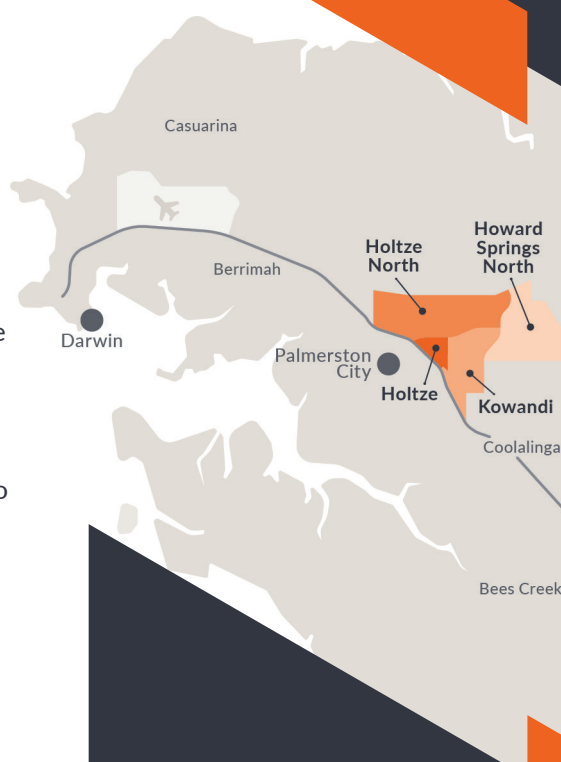 Casuarina
Howard
Springs
North
Holtze
North
Berrimah
e
Darwin
Palmerston
City
Holtze
Kowandi
Coolalinga
o
Bees Creek